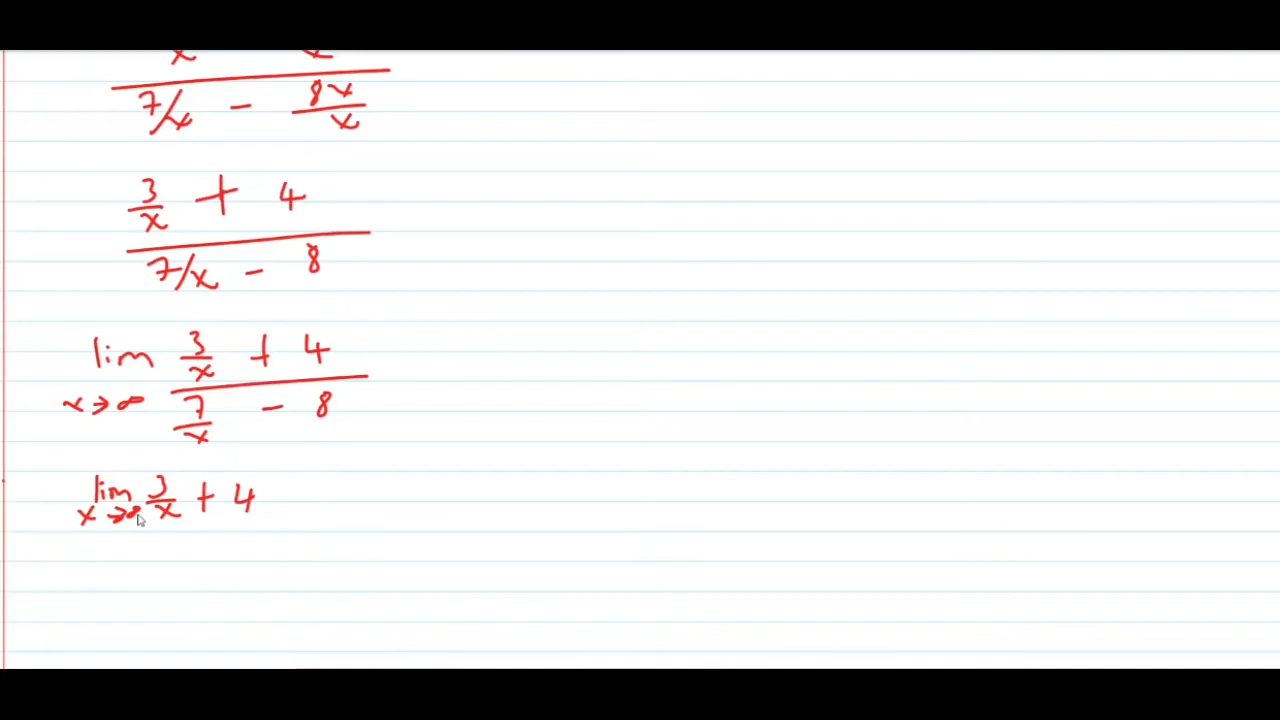 x x
7/x - 8x
x
3/x + 4
7/x - 8
lim 3/x + 4
x→∞ 7/x - 8
lim 3/x + 4
x→∞